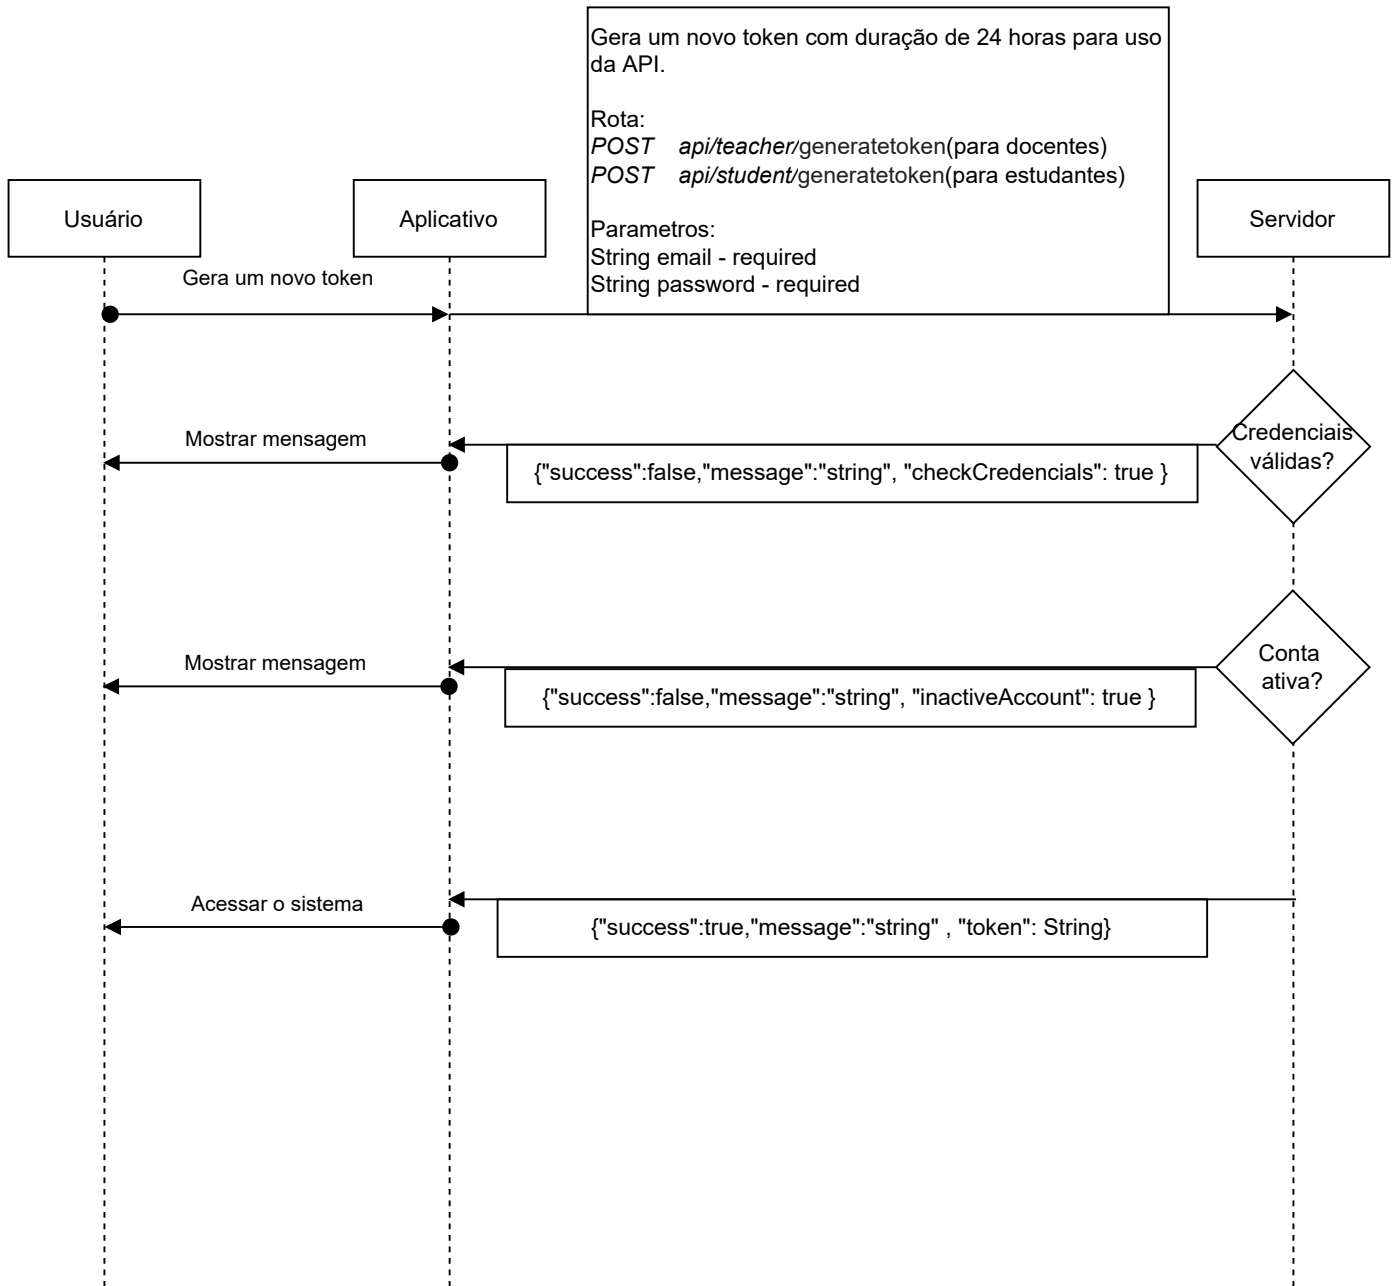 Gera um novo token com duração de 24 horas para uso
da API.
Rota:
POST api/teacher/generatetoken(para docentes)
POST api/student/generatetoken(para estudantes)
Parametros:
String email - required
String password - required
Usuário
Aplicativo
Servidor
Gera um novo token
Credenciais
válidas?
Mostrar mensagem
{"success":false,"message":"string", "checkCredencials": true }
Conta
ativa?
Mostrar mensagem
{"success":false,"message":"string", "inactiveAccount": true }
Acessar o sistema
{"success":true,"message":"string" , "token": String}